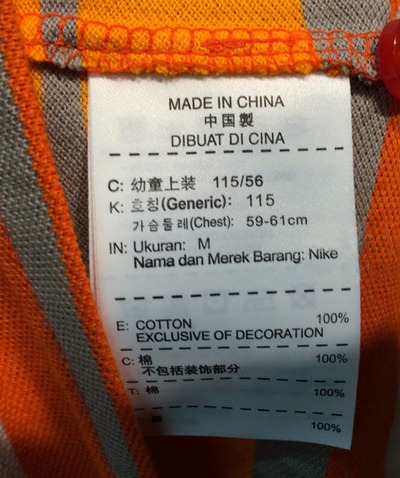 MADE IN CHINA
中国製
DIBUAT DI CINA
C: 幼童上装 115/56
K: 호칭(Generic): 115
가슴둘레(Chest): 59-61cm
IN: Ukuran: M
Nama dan Merek Barang: Nike
E: COTTON 100%
EXCLUSIVE OF DECORATION
C: 棉 100%
不包括装饰部分
T: 棉 100%
綿 100%